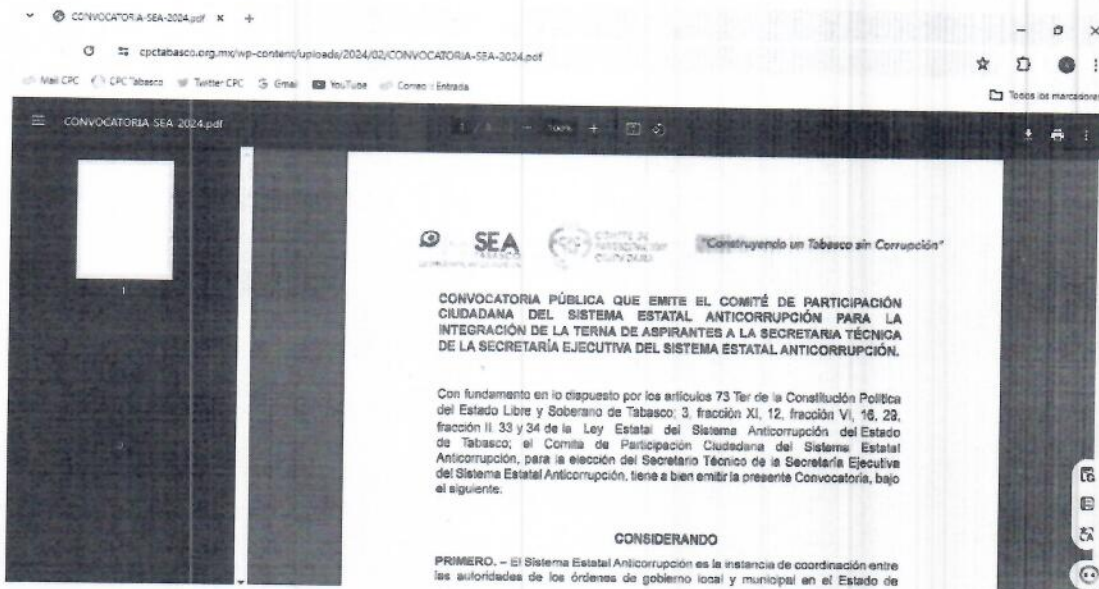 CONVOCATORIA-SEA-2024.pdf
cpctabasco.org.mx/wp-content/uploads/2024/02/CONVOCATORIA-SEA-2024.pdf
Mail CPC CPC Tabasco Twitter CPC Gmail YouTube Correo : Entrada
Todos los marcadores
CONVOCATORIA-SEA-2024.pdf
100%
1
SEA
TABASCO
COMITÉ DE
PARTICIPACIÓN
CIUDADANA
"Construyendo un Tabasco sin Corrupción"
CONVOCATORIA PÚBLICA QUE EMITE EL COMITÉ DE PARTICIPACIÓN
CIUDADANA DEL SISTEMA ESTATAL ANTICORRUPCIÓN PARA LA
INTEGRACIÓN DE LA TERNA DE ASPIRANTES A LA SECRETARIA TÉCNICA
DE LA SECRETARÍA EJECUTIVA DEL SISTEMA ESTATAL ANTICORRUPCIÓN.
Con fundamento en lo dispuesto por los artículos 73 Ter de la Constitución Política
del Estado Libre y Soberano de Tabasco; 3, fracción XI, 12, fracción VI, 16, 29,
fracción II 33 y 34 de la Ley Estatal del Sistema Anticorrupción del Estado
de Tabasco; el Comite de Participación Ciudadana del Sistema Estatal
Anticorrupción, para la elección del Secretario Técnico de la Secretaría Ejecutiva
del Sistema Estatal Anticorrupción, tiene a bien emitir la presente Convocatoria, bajo
el siguiente:
CONSIDERANDO
PRIMERO. – El Sistema Estatal Anticorrupción es la instancia de coordinación entre
las autoridades de los órdenes de gobierno local y municipal en el Estado de